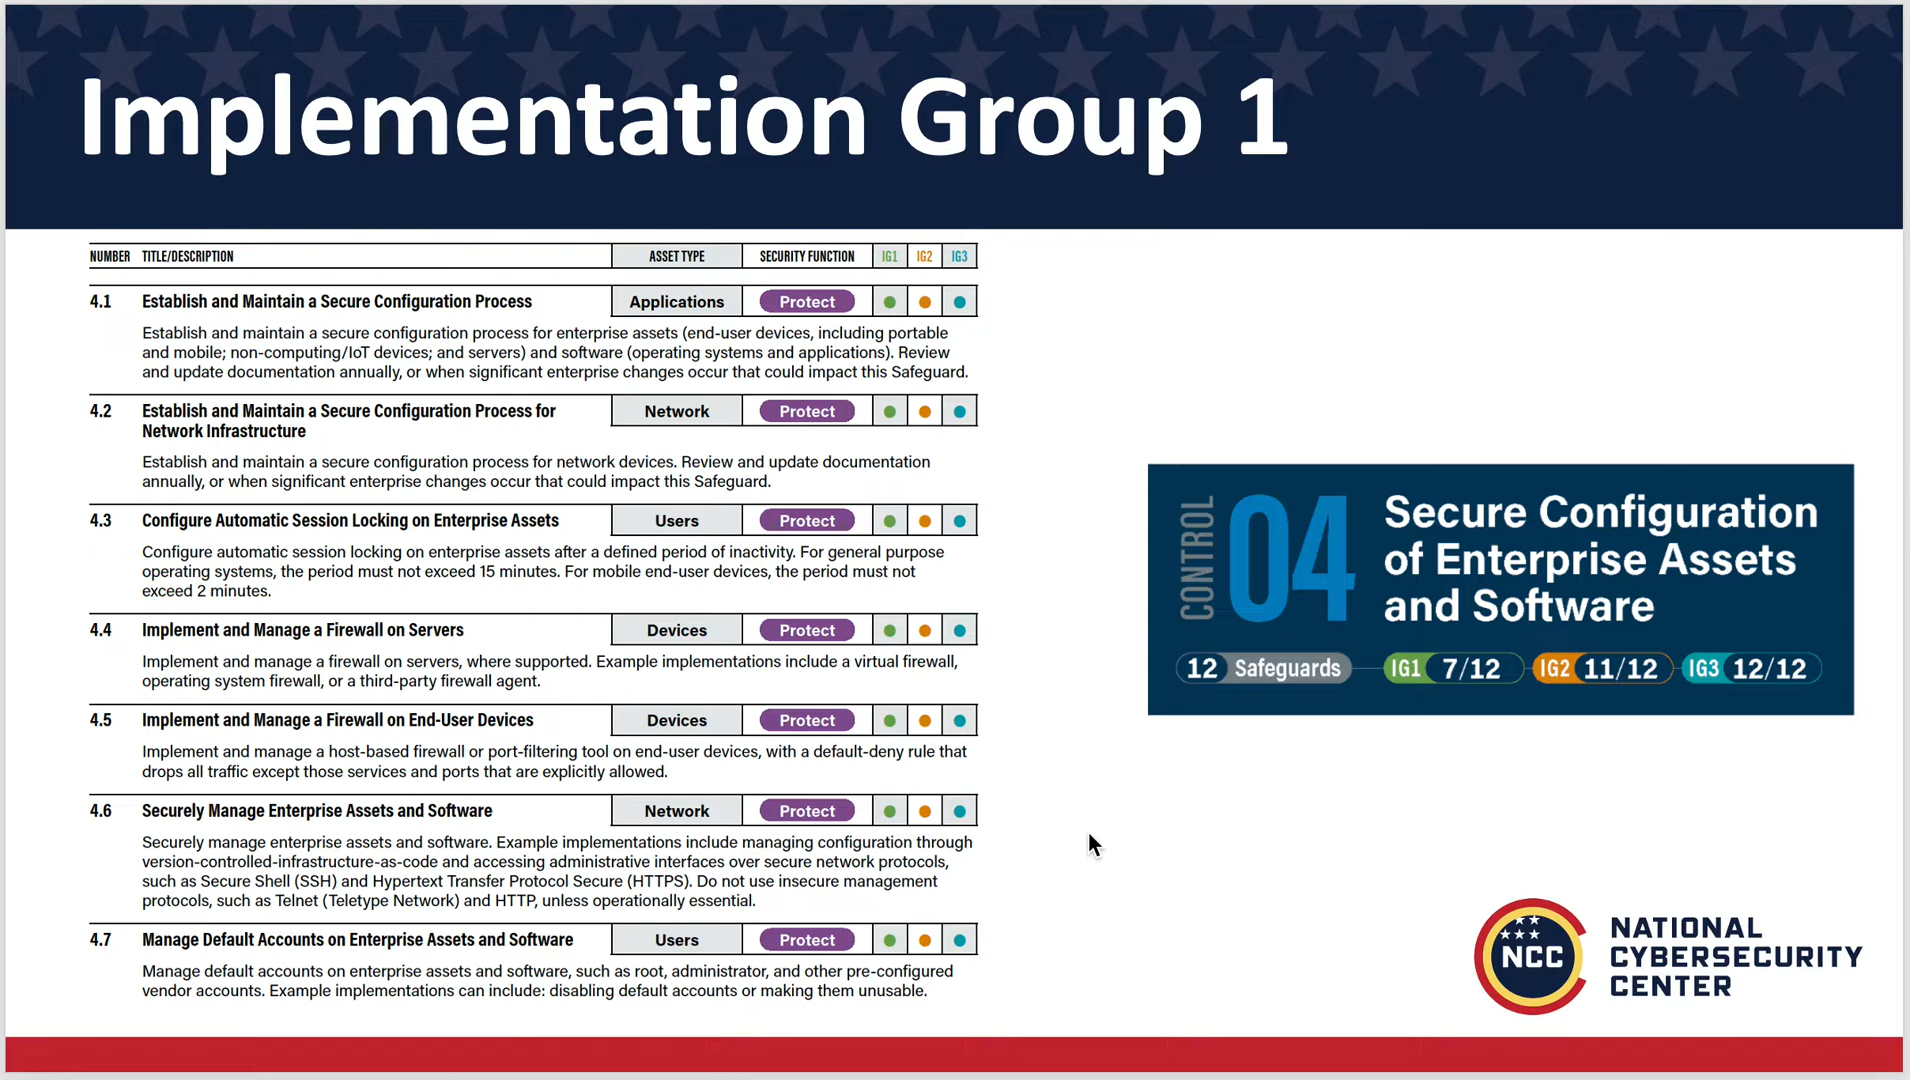 Implementation Group 1
NUMBER TITLE/DESCRIPTION ASSET TYPE SECURITY FUNCTION IG1 IG2 IG3
4.1 Establish and Maintain a Secure Configuration Process Applications Protect
Establish and maintain a secure configuration process for enterprise assets (end-user devices, including portable
and mobile; non-computing/IoT devices; and servers) and software (operating systems and applications). Review
and update documentation annually, or when significant enterprise changes occur that could impact this Safeguard.
4.2 Establish and Maintain a Secure Configuration Process for Network Protect
Network Infrastructure
Establish and maintain a secure configuration process for network devices. Review and update documentation
annually, or when significant enterprise changes occur that could impact this Safeguard.
4.3 Configure Automatic Session Locking on Enterprise Assets Users Protect
Configure automatic session locking on enterprise assets after a defined period of inactivity. For general purpose
operating systems, the period must not exceed 15 minutes. For mobile end-user devices, the period must not
exceed 2 minutes.
4.4 Implement and Manage a Firewall on Servers Devices Protect
Implement and manage a firewall on servers, where supported. Example implementations include a virtual firewall,
operating system firewall, or a third-party firewall agent.
4.5 Implement and Manage a Firewall on End-User Devices Devices Protect
Implement and manage a host-based firewall or port-filtering tool on end-user devices, with a default-deny rule that
drops all traffic except those services and ports that are explicitly allowed.
4.6 Securely Manage Enterprise Assets and Software Network Protect
Securely manage enterprise assets and software. Example implementations include managing configuration through
version-controlled-infrastructure-as-code and accessing administrative interfaces over secure network protocols,
such as Secure Shell (SSH) and Hypertext Transfer Protocol Secure (HTTPS). Do not use insecure management
protocols, such as Telnet (Teletype Network) and HTTP, unless operationally essential.
4.7 Manage Default Accounts on Enterprise Assets and Software Users Protect
Manage default accounts on enterprise assets and software, such as root, administrator, and other pre-configured
vendor accounts. Example implementations can include: disabling default accounts or making them unusable.
CONTROL 04
Secure Configuration
of Enterprise Assets
and Software
12 Safeguards IG1 7/12 IG2 11/12 IG3 12/12
NCC
NATIONAL
CYBERSECURITY
CENTER